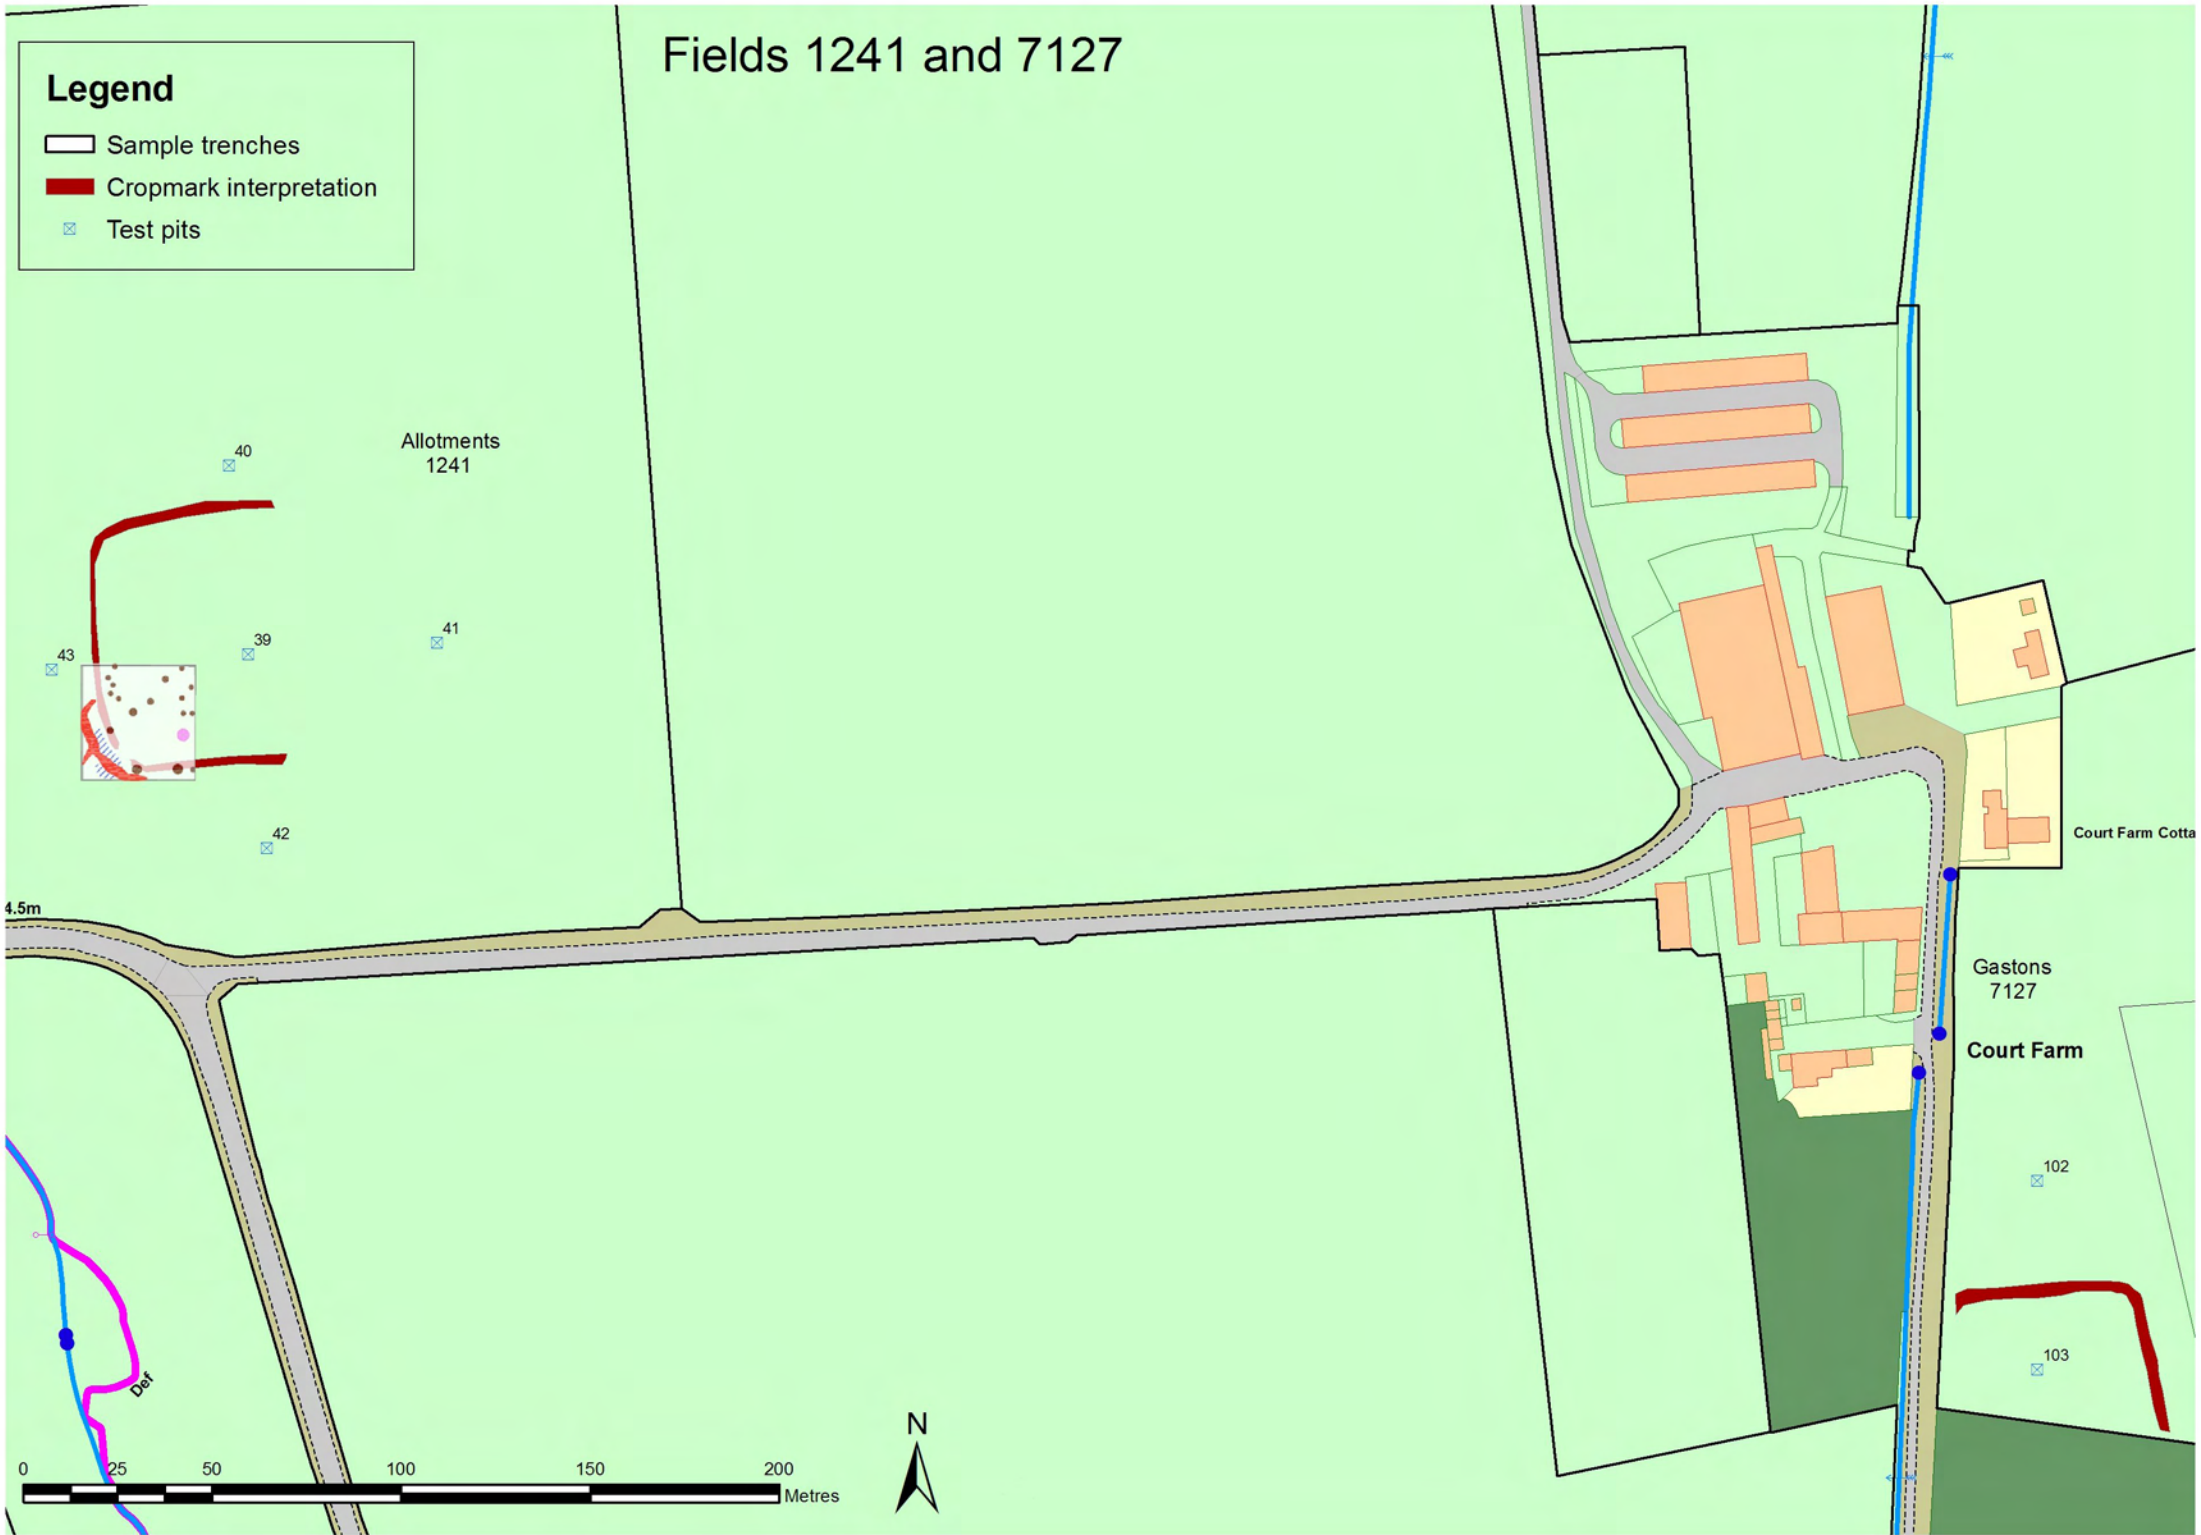 Fields 1241 and 7127
Legend
Sample trenches
Cropmark interpretation
Test pits
40
Allotments
1241
39
41
43
42
4.5m
Court Farm Cotta
Gastons
7127
Court Farm
102
103
Def
N
0 25 50 100 150 200
Metres